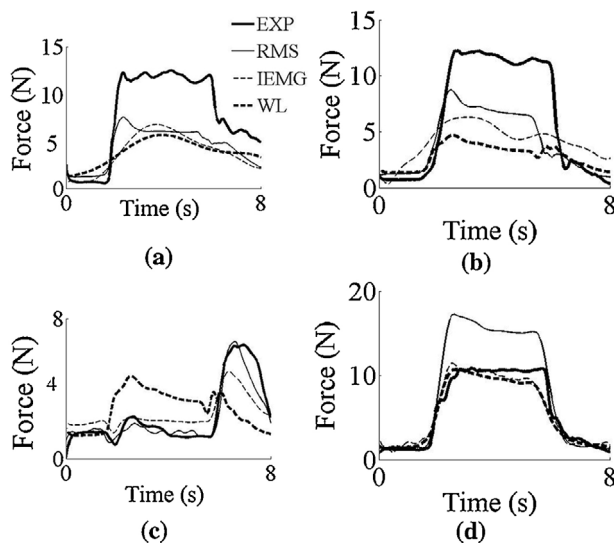 EXP
RMS
IEMG
WL
15
10
5
0
0
8
Force (N)
Time (s)
(a)
15
10
5
0
0
8
Force (N)
Time (s)
(b)
8
4
0
0
8
Force (N)
Time (s)
(c)
20
10
0
0
8
Force (N)
Time (s)
(d)